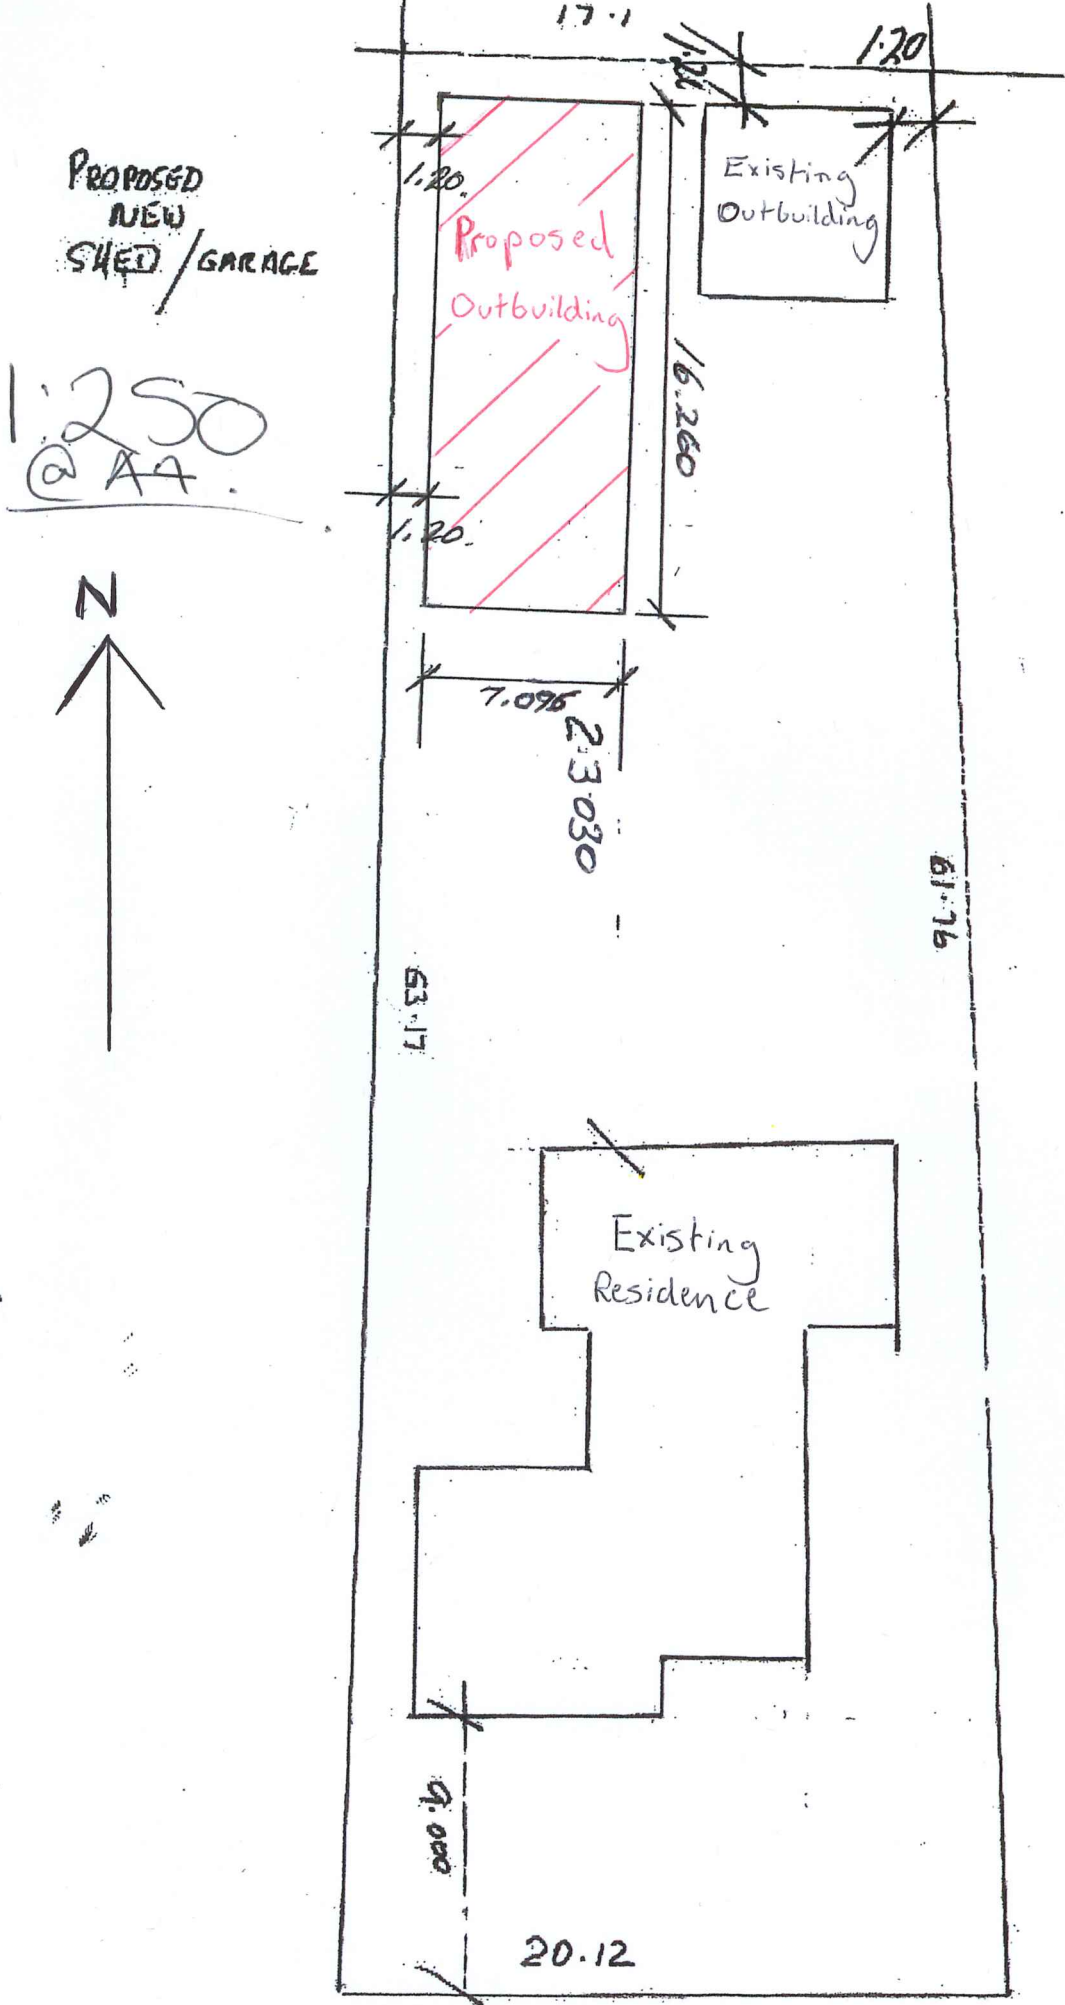 17.1
1.20
1.20
PROPOSED
NEW
SHED / GARAGE
1.20.
Proposed
Outbuilding
Existing
Outbuilding
16.260
1:250
@ A4.
1.20.
N
7.095
23.030
61.76
63.17
Existing
Residence
9.000
20.12